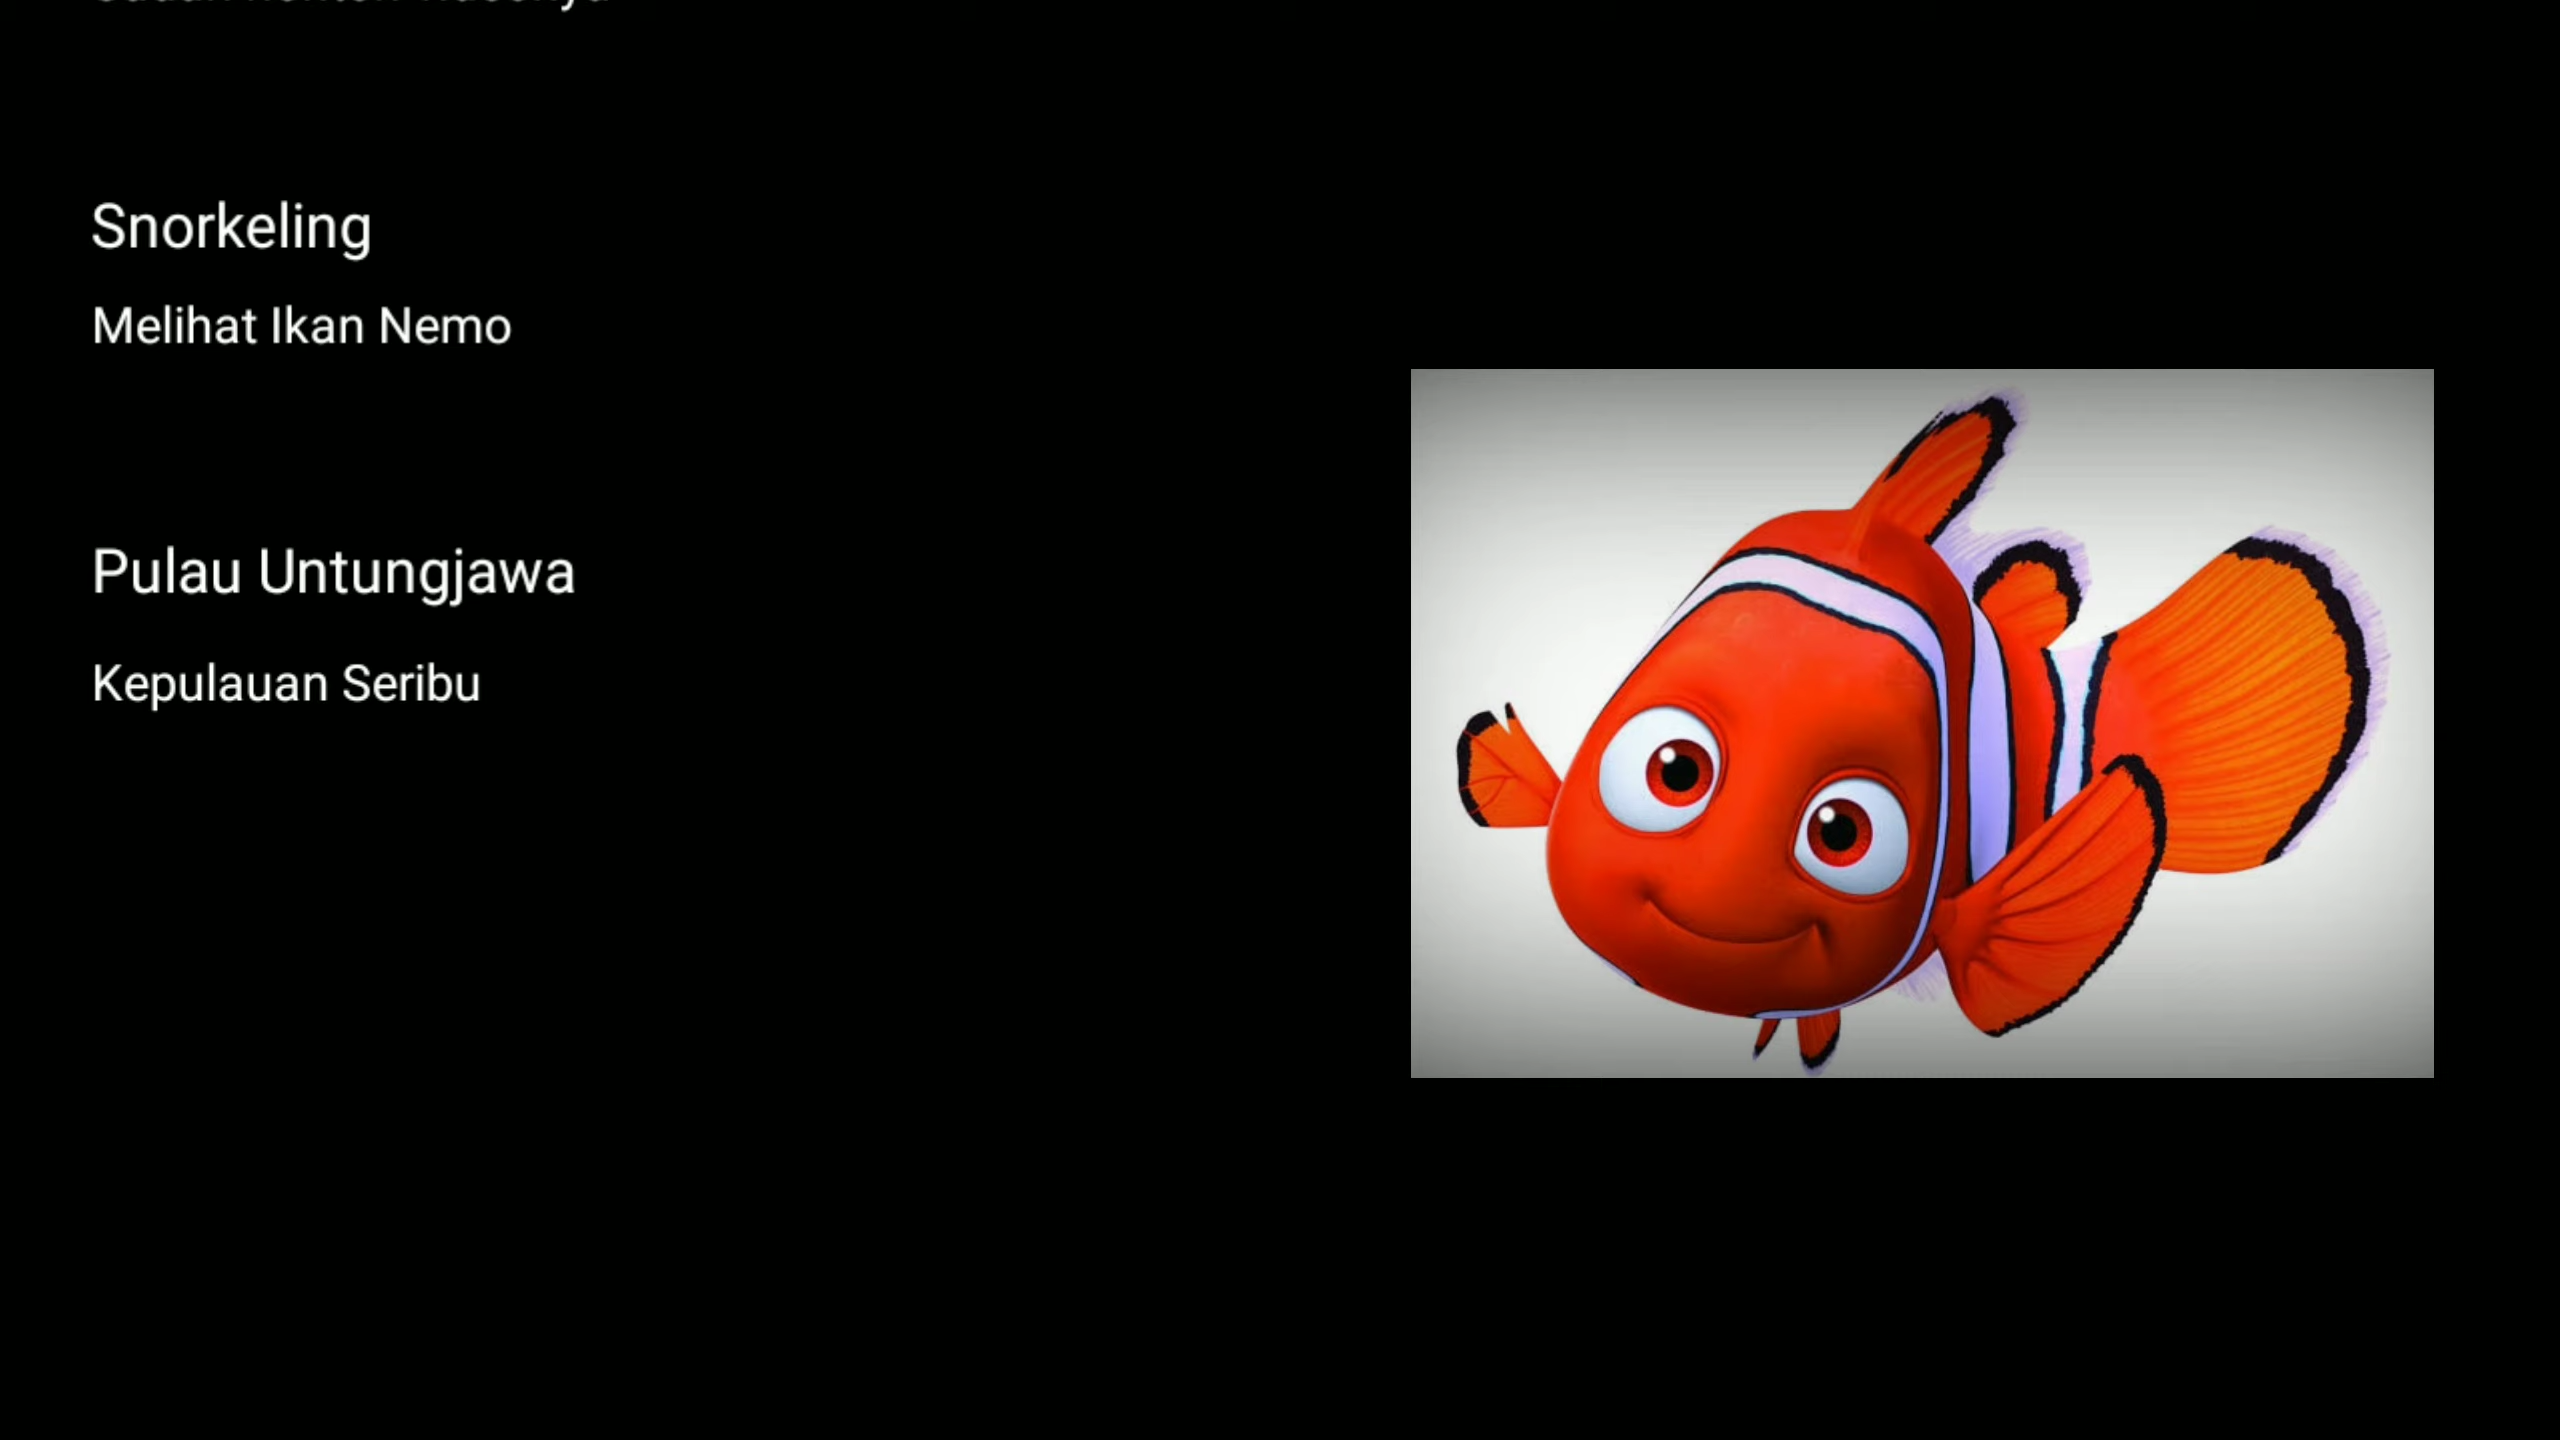 Snorkeling
Melihat Ikan Nemo
Pulau Untungjawa
Kepulauan Seribu